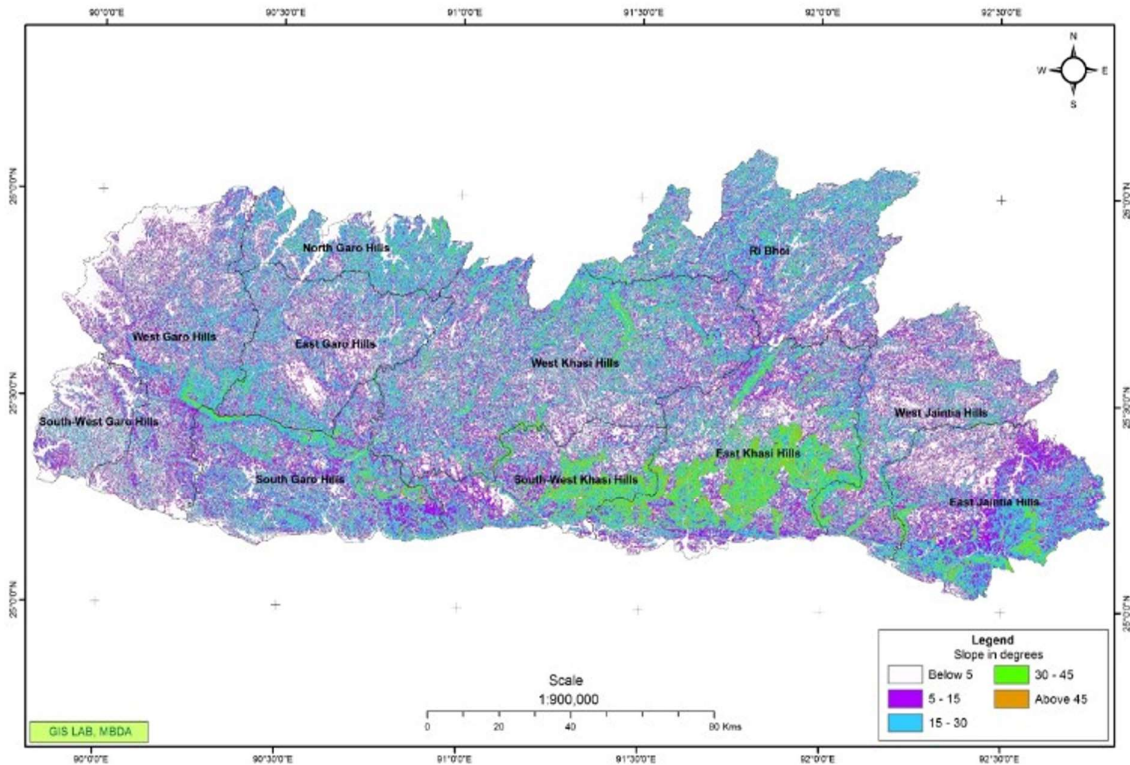 90°0'0"E 90°30'0"E 91°0'0"E 91°30'0"E 92°0'0"E 92°30'0"E
N
W E
S
26°0'0"N 26°0'0"N
North Garo Hills
Ri Bhoi
West Garo Hills
East Garo Hills
West Khasi Hills
25°30'0"N 25°30'0"N
West Jaintia Hills
South-West Garo Hills
East Khasi Hills
South Garo Hills
South-West Khasi Hills
East Jaintia Hills
25°0'0"N 25°0'0"N
Legend
Slope in degrees
Below 5 30 - 45
5 - 15 Above 45
15 - 30
Scale
1:900,000
0 20 40 80 Kms
GIS LAB, MBDA
90°0'0"E 90°30'0"E 91°0'0"E 91°30'0"E 92°0'0"E 92°30'0"E